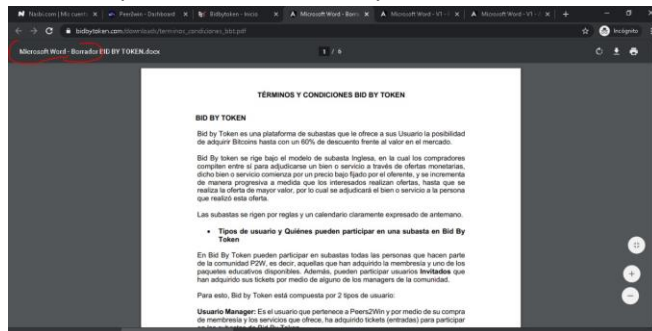 Nadii.com | Mis cuent
Peer2win - Dashboard
Bidbytoken - Inicio
Microsoft Word - Borra
Microsoft Word - V1 -
Microsoft Word - V1 -
bidbytoken.com/downloads/terminos_condiciones_bbt.pdf
Incógnito
Microsoft Word - Borrador BID BY TOKEN.docx
1 / 6
TÉRMINOS Y CONDICIONES BID BY TOKEN
BID BY TOKEN
Bid by Token es una plataforma de subastas que le ofrece a sus Usuario la posibilidad
de adquirir Bitcoins hasta con un 60% de descuento frente al valor en el mercado.
Bid By token se rige bajo el modelo de subasta Inglesa, en la cual los compradores
compiten entre sí para adjudicarse un bien o servicio a través de ofertas monetarias,
dicho bien o servicio comienza por un precio bajo fijado por el oferente, y se incrementa
de manera progresiva a medida que los interesados realizan ofertas, hasta que se
realiza la oferta de mayor valor, por lo cual se adjudicará el bien o servicio a la persona
que realizó esta oferta.
Las subastas se rigen por reglas y un calendario claramente expresado de antemano.
• Tipos de usuario y Quiénes pueden participar en una subasta en Bid By
Token
En Bid By Token pueden participar en subastas todas las personas que hacen parte
de la comunidad P2W, es decir, aquellas que han adquirido la membresía y uno de los
paquetes educativos disponibles. Además, pueden participar usuarios Invitados que
han adquirido sus tickets por medio de alguno de los managers de la comunidad.
Para esto, Bid by Token está compuesta por 2 tipos de usuario:
Usuario Manager: Es el usuario que pertenece a Peers2Win y por medio de su compra
de membresía y los servicios que ofrece, ha adquirido tickets (entradas) para participar
en las subastas de Bid By Token.